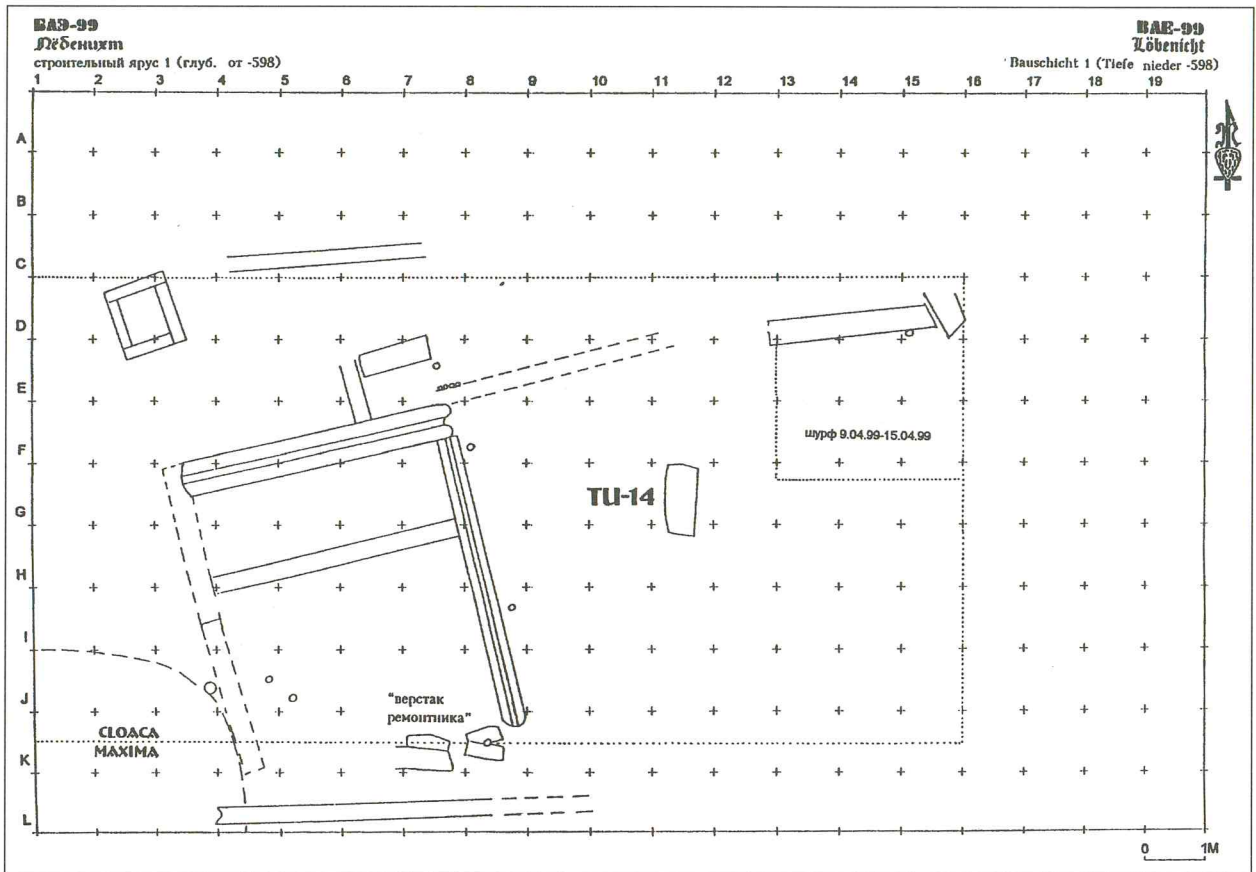 ВАЭ-99
Лёбенихт
строительный ярус 1 (глуб. от -598)
ВАЕ-99
Löbenicht
Bauschicht 1 (Tiefe nieder -598)
1 2 3 4 5 6 7 8 9 10 11 12 13 14 15 16 17 18 19
A
B
C
D
E
F
G
H
I
J
K
L
шурф 9.04.99-15.04.99
TU-14
"верстак
ремонтника"
CLOACA
MAXIMA
0 1M